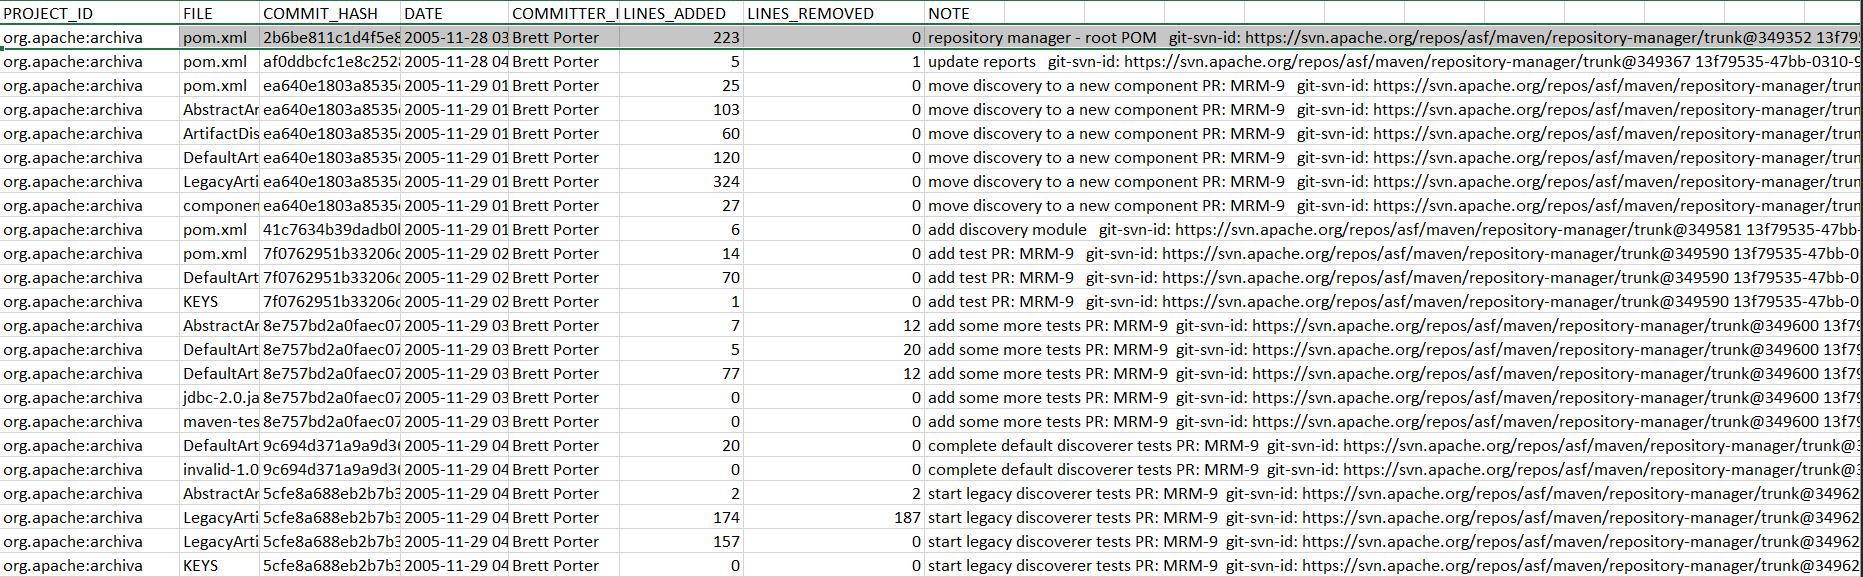 PROJECT_ID FILE COMMIT_HASH DATE COMMITTER_I LINES_ADDED LINES_REMOVED NOTE
org.apache:archiva pom.xml 2b6be811c1d4f5e8 2005-11-28 03 Brett Porter 223 0 repository manager - root POM git-svn-id: https://svn.apache.org/repos/asf/maven/repository-manager/trunk@349352 13f795
org.apache:archiva pom.xml af0ddbcfc1e8c252 2005-11-28 04 Brett Porter 5 1 update reports git-svn-id: https://svn.apache.org/repos/asf/maven/repository-manager/trunk@349367 13f79535-47bb-0310-9
org.apache:archiva pom.xml ea640e1803a8535 2005-11-29 01 Brett Porter 25 0 move discovery to a new component PR: MRM-9 git-svn-id: https://svn.apache.org/repos/asf/maven/repository-manager/trun
org.apache:archiva AbstractAr ea640e1803a8535 2005-11-29 01 Brett Porter 103 0 move discovery to a new component PR: MRM-9 git-svn-id: https://svn.apache.org/repos/asf/maven/repository-manager/trun
org.apache:archiva ArtifactDis ea640e1803a8535 2005-11-29 01 Brett Porter 60 0 move discovery to a new component PR: MRM-9 git-svn-id: https://svn.apache.org/repos/asf/maven/repository-manager/trun
org.apache:archiva DefaultArt ea640e1803a8535 2005-11-29 01 Brett Porter 120 0 move discovery to a new component PR: MRM-9 git-svn-id: https://svn.apache.org/repos/asf/maven/repository-manager/trun
org.apache:archiva LegacyArti ea640e1803a8535 2005-11-29 01 Brett Porter 324 0 move discovery to a new component PR: MRM-9 git-svn-id: https://svn.apache.org/repos/asf/maven/repository-manager/trun
org.apache:archiva componen ea640e1803a8535 2005-11-29 01 Brett Porter 27 0 move discovery to a new component PR: MRM-9 git-svn-id: https://svn.apache.org/repos/asf/maven/repository-manager/trun
org.apache:archiva pom.xml 41c7634b39dadb0 2005-11-29 01 Brett Porter 6 0 add discovery module git-svn-id: https://svn.apache.org/repos/asf/maven/repository-manager/trunk@349581 13f79535-47bb-
org.apache:archiva pom.xml 7f0762951b33206 2005-11-29 02 Brett Porter 14 0 add test PR: MRM-9 git-svn-id: https://svn.apache.org/repos/asf/maven/repository-manager/trunk@349590 13f79535-47bb-0
org.apache:archiva DefaultArt 7f0762951b33206 2005-11-29 02 Brett Porter 70 0 add test PR: MRM-9 git-svn-id: https://svn.apache.org/repos/asf/maven/repository-manager/trunk@349590 13f79535-47bb-0
org.apache:archiva KEYS 7f0762951b33206 2005-11-29 02 Brett Porter 1 0 add test PR: MRM-9 git-svn-id: https://svn.apache.org/repos/asf/maven/repository-manager/trunk@349590 13f79535-47bb-0
org.apache:archiva AbstractAr 8e757bd2a0faec07 2005-11-29 03 Brett Porter 7 12 add some more tests PR: MRM-9 git-svn-id: https://svn.apache.org/repos/asf/maven/repository-manager/trunk@349600 13f79
org.apache:archiva DefaultArt 8e757bd2a0faec07 2005-11-29 03 Brett Porter 5 20 add some more tests PR: MRM-9 git-svn-id: https://svn.apache.org/repos/asf/maven/repository-manager/trunk@349600 13f79
org.apache:archiva DefaultArt 8e757bd2a0faec07 2005-11-29 03 Brett Porter 77 12 add some more tests PR: MRM-9 git-svn-id: https://svn.apache.org/repos/asf/maven/repository-manager/trunk@349600 13f79
org.apache:archiva jdbc-2.0.ja 8e757bd2a0faec07 2005-11-29 03 Brett Porter 0 0 add some more tests PR: MRM-9 git-svn-id: https://svn.apache.org/repos/asf/maven/repository-manager/trunk@349600 13f79
org.apache:archiva maven-tes 8e757bd2a0faec07 2005-11-29 03 Brett Porter 0 0 add some more tests PR: MRM-9 git-svn-id: https://svn.apache.org/repos/asf/maven/repository-manager/trunk@349600 13f79
org.apache:archiva DefaultArt 9c694d371a9a9d3 2005-11-29 04 Brett Porter 20 0 complete default discoverer tests PR: MRM-9 git-svn-id: https://svn.apache.org/repos/asf/maven/repository-manager/trunk@3
org.apache:archiva invalid-1.0 9c694d371a9a9d3 2005-11-29 04 Brett Porter 0 0 complete default discoverer tests PR: MRM-9 git-svn-id: https://svn.apache.org/repos/asf/maven/repository-manager/trunk@3
org.apache:archiva AbstractAr 5cfe8a688eb2b7b3 2005-11-29 04 Brett Porter 2 2 start legacy discoverer tests PR: MRM-9 git-svn-id: https://svn.apache.org/repos/asf/maven/repository-manager/trunk@34962
org.apache:archiva LegacyArti 5cfe8a688eb2b7b3 2005-11-29 04 Brett Porter 174 187 start legacy discoverer tests PR: MRM-9 git-svn-id: https://svn.apache.org/repos/asf/maven/repository-manager/trunk@34962
org.apache:archiva LegacyArti 5cfe8a688eb2b7b3 2005-11-29 04 Brett Porter 157 0 start legacy discoverer tests PR: MRM-9 git-svn-id: https://svn.apache.org/repos/asf/maven/repository-manager/trunk@34962
org.apache:archiva KEYS 5cfe8a688eb2b7b3 2005-11-29 04 Brett Porter 0 0 start legacy discoverer tests PR: MRM-9 git-svn-id: https://svn.apache.org/repos/asf/maven/repository-manager/trunk@34962